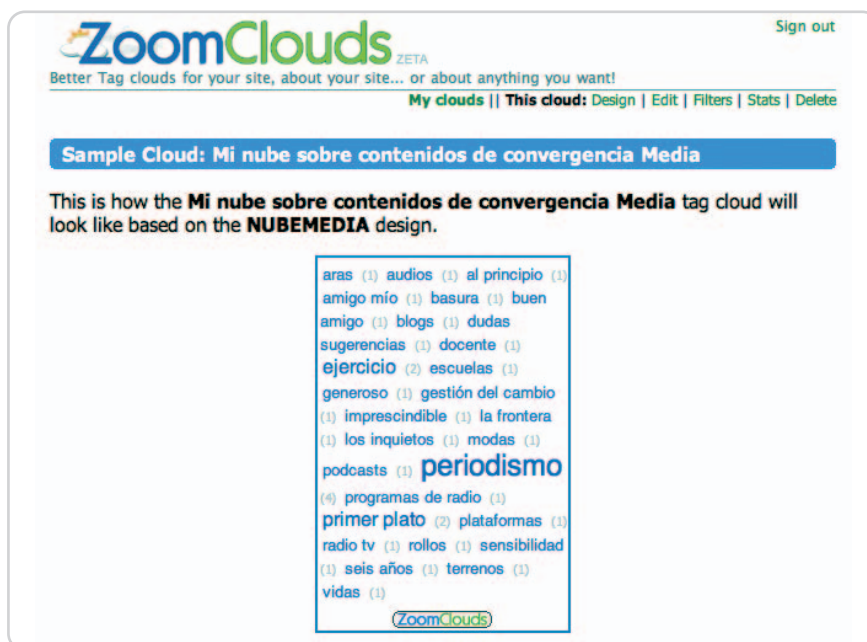 Sign out
ZoomClouds ZETA
Better Tag clouds for your site, about your site... or about anything you want!
My clouds || This cloud: Design | Edit | Filters | Stats | Delete
Sample Cloud: Mi nube sobre contenidos de convergencia Media
This is how the Mi nube sobre contenidos de convergencia Media tag cloud will
look like based on the NUBEMEDIA design.
aras (1) audios (1) al principio (1)
amigo mío (1) basura (1) buen
amigo (1) blogs (1) dudas
sugerencias (1) docente (1)
ejercicio (2) escuelas (1)
generoso (1) gestión del cambio
(1) imprescindible (1) la frontera
(1) los inquietos (1) modas (1)
podcasts (1) periodismo
(4) programas de radio (1)
primer plato (2) plataformas (1)
radio tv (1) rollos (1) sensibilidad
(1) seis años (1) terrenos (1)
vidas (1)
ZoomClouds